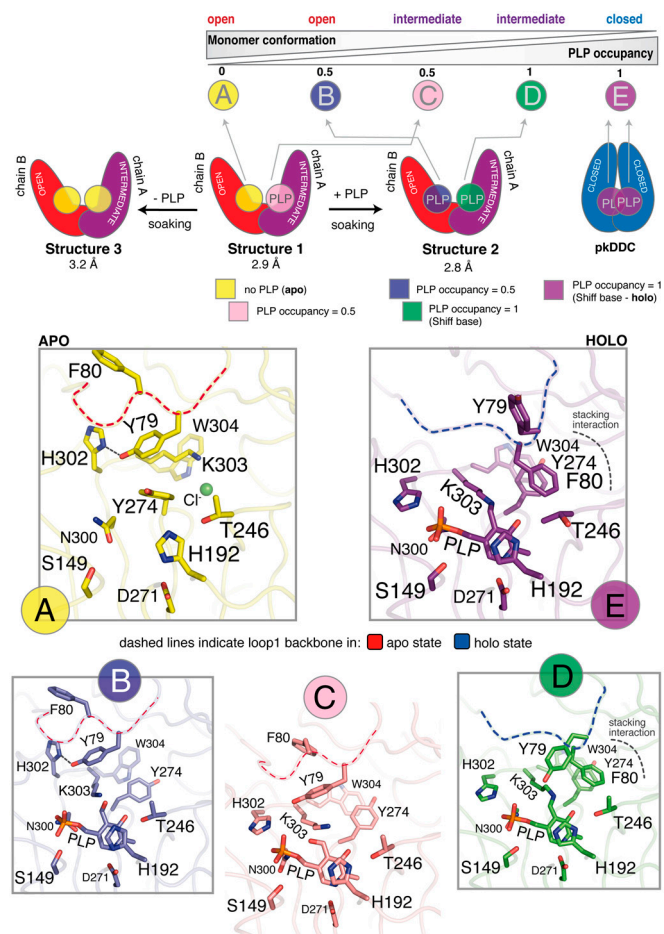 open open intermediate intermediate closed
Monomer conformation
PLP occupancy
0 0.5 0.5 1 1
A B C D E
chain B
OPEN
INTERMEDIATE
chain A
- PLP
soaking
chain B
OPEN
PLP
INTERMEDIATE
chain A
+ PLP
soaking
OPEN
PLP
PLP
INTERMEDIATE
CLOSED
PL
PLP
CLOSED
Structure 3
3.2 Å
Structure 1
2.9 Å
Structure 2
2.8 Å
pkDDC
no PLP (apo)
PLP occupancy = 0.5
PLP occupancy = 0.5
PLP occupancy = 1
(Shiff base)
PLP occupancy = 1
(Shiff base - holo)
APO
F80
Y79
W304
H302
K303
Cl-
Y274
T246
N300
H192
S149
D271
A
HOLO
Y79
stacking
interaction
W304
Y274
H302
K303
F80
T246
N300
PLP
S149
H192
D271
E
dashed lines indicate loop1 backbone in: apo state holo state
B
F80
Y79
W304
H302
Y274
K303
N300
T246
PLP
S149
D271
H192
C
F80
Y79
W304
H302
K303
Y274
T246
N300
PLP
S149
H192
D271
D
stacking
interaction
Y79
W304
Y274
H302
F80
K303
N300
T246
PLP
S149
H192
D271